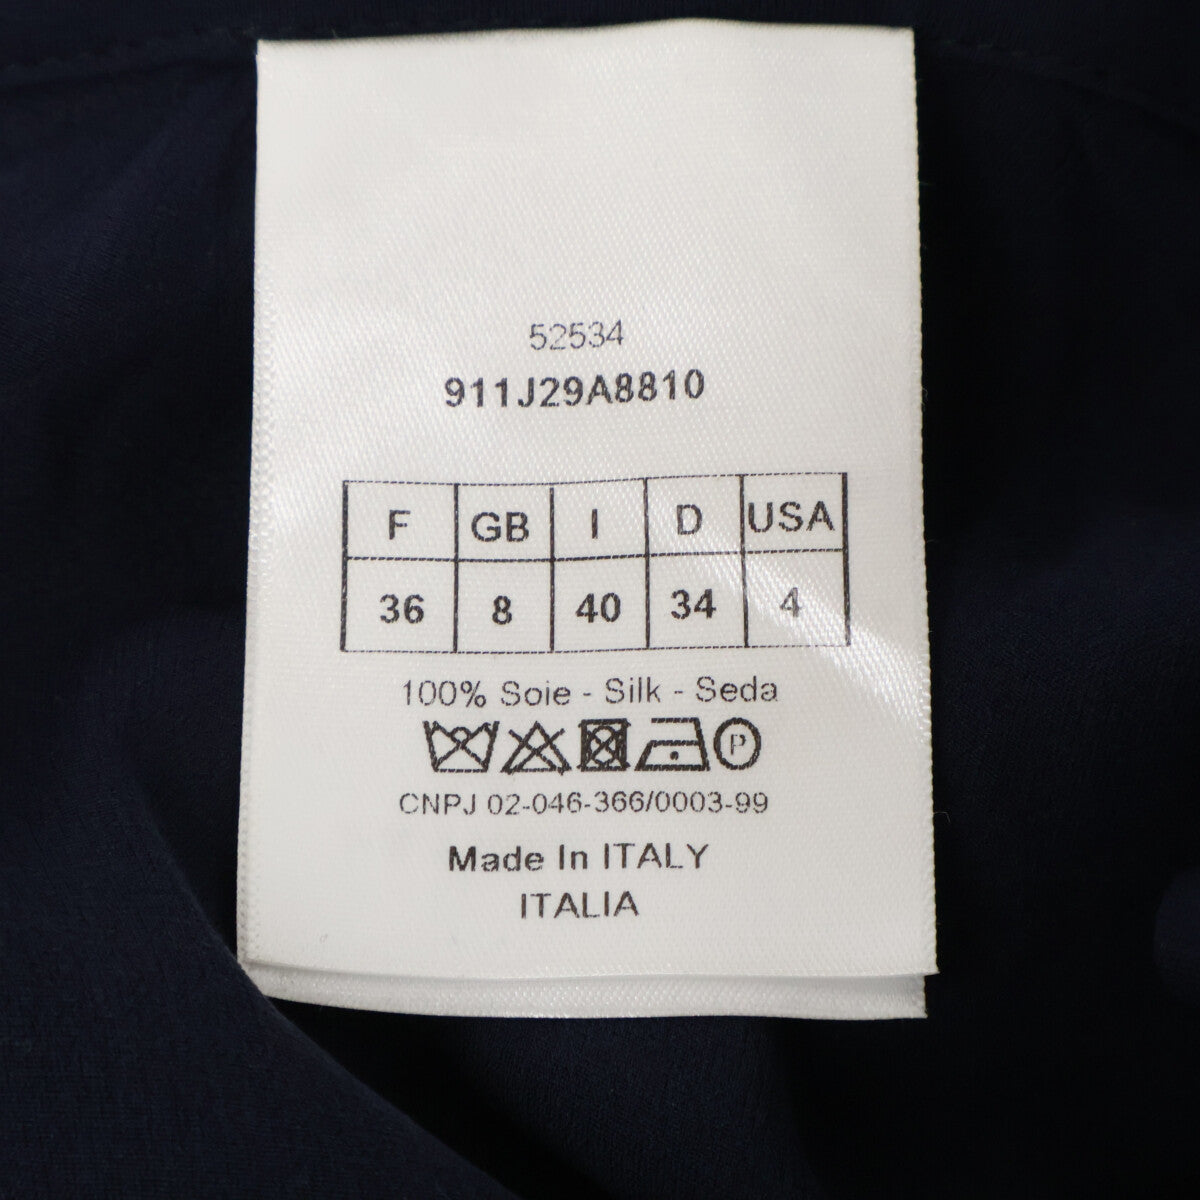 52534
911J29A8810
F GB I D USA
36 8 40 34 4
100% Soie - Silk - Seda
P
CNPJ 02-046-366/0003-99
Made In ITALY
ITALIA